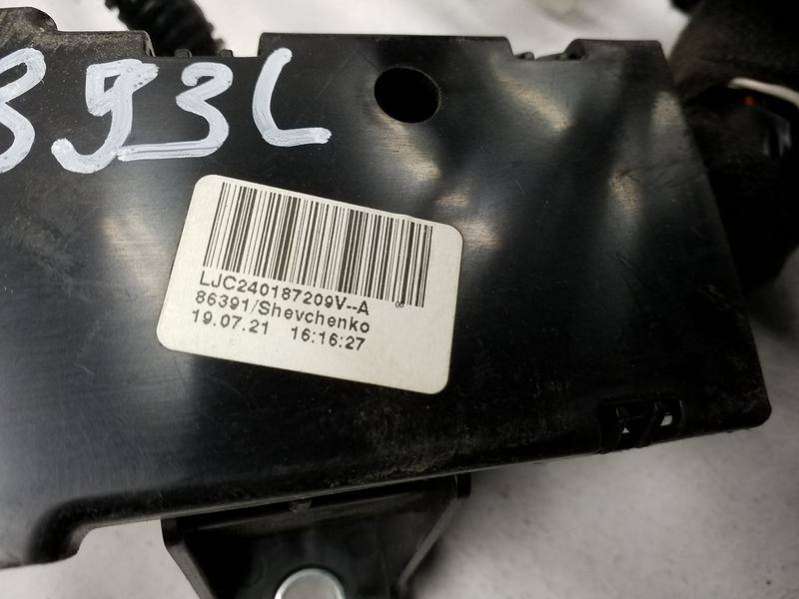 393L
LJC240187209V--A
86391/Shevchenko
19.07.21 16:16:27